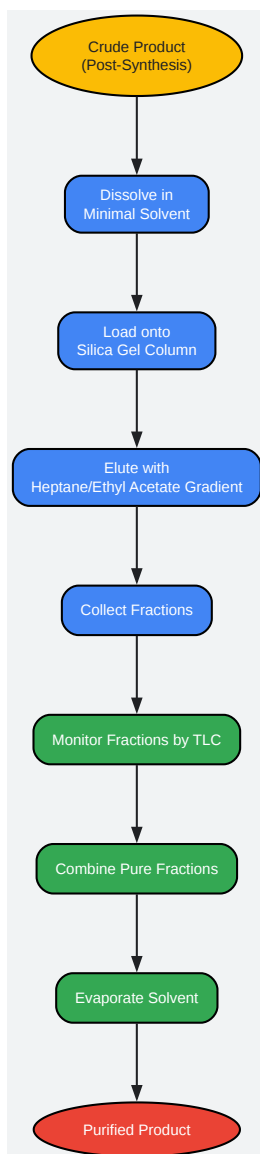 Crude Product
(Post-Synthesis)
Dissolve in
Minimal Solvent
Load onto
Silica Gel Column
Elute with
Heptane/Ethyl Acetate Gradient
Collect Fractions
Monitor Fractions by TLC
Combine Pure Fractions
Evaporate Solvent
Purified Product